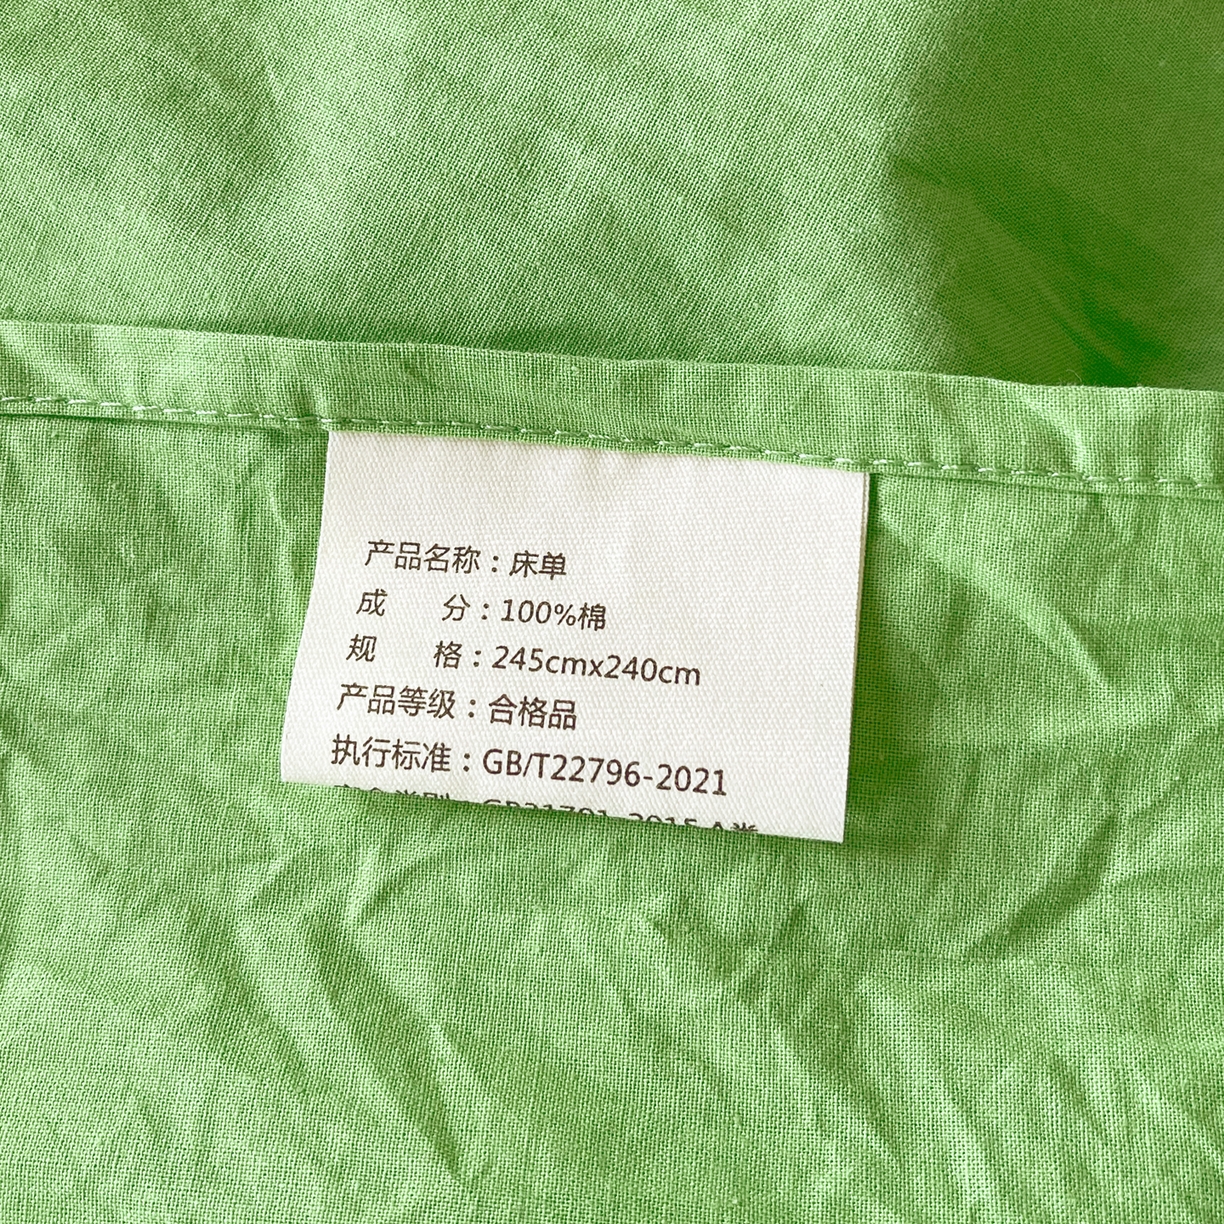 产品名称：床单
成 分：100%棉
规 格：245cmx240cm
产品等级：合格品
执行标准：GB/T22796-2021